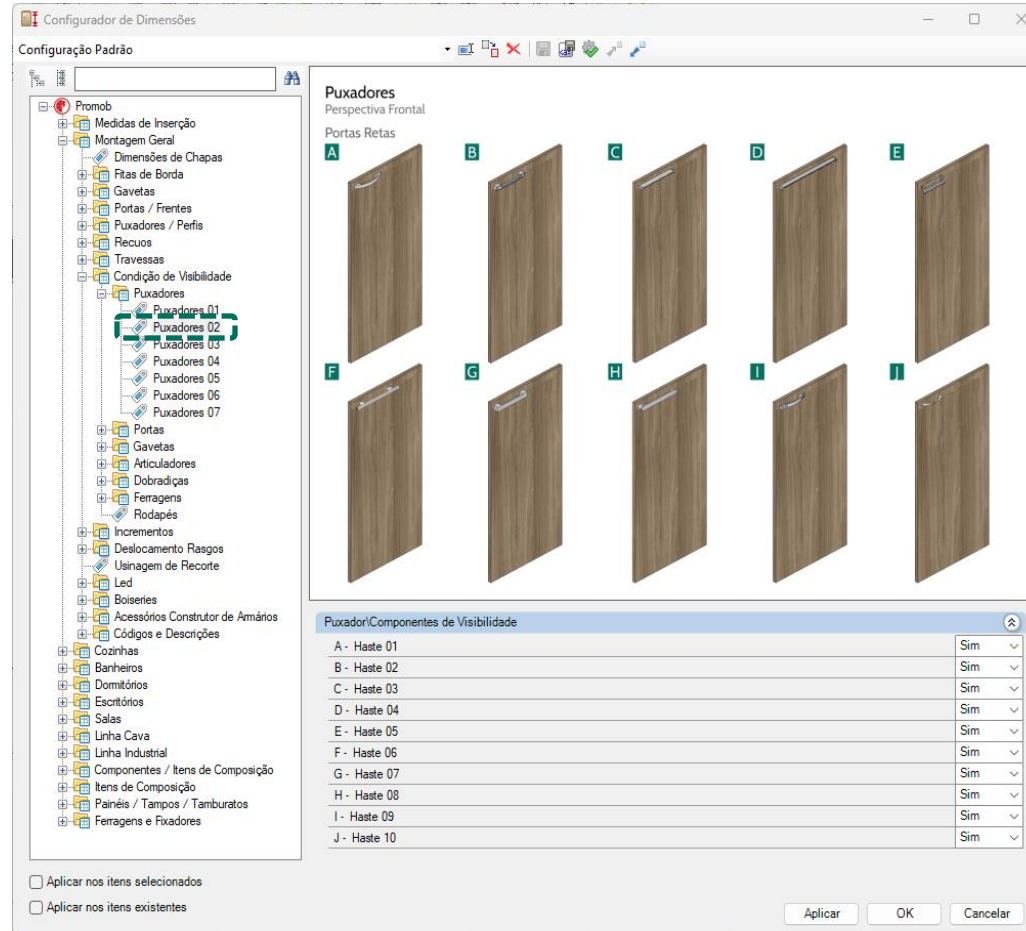 Configurador de Dimensões
Configuração Padrão
Promob
Medidas de Inserção
Montagem Geral
Dimensões de Chapas
Fitas de Borda
Gavetas
Portas / Frentes
Puxadores / Perfis
Recuos
Travessas
Condição de Visibilidade
Puxadores
Puxadores 01
Puxadores 02
Puxadores 03
Puxadores 04
Puxadores 05
Puxadores 06
Puxadores 07
Portas
Gavetas
Articuladores
Dobradiças
Ferragens
Rodapés
Incrementos
Deslocamento Rasgos
Usinagem de Recorte
Led
Boiseries
Acessórios Construtor de Armários
Códigos e Descrições
Cozinhas
Banheiros
Dormitórios
Escritórios
Salas
Linha Cava
Linha Industrial
Componentes / Itens de Composição
Itens de Composição
Painéis / Tampos / Tamburatos
Ferragens e Fixadores
Puxadores
Perspectiva Frontal
Portas Retas
A B C D E
F G H I J
Puxador\Componentes de Visibilidade
A - Haste 01 Sim
B - Haste 02 Sim
C - Haste 03 Sim
D - Haste 04 Sim
E - Haste 05 Sim
F - Haste 06 Sim
G - Haste 07 Sim
H - Haste 08 Sim
I - Haste 09 Sim
J - Haste 10 Sim
Aplicar nos itens selecionados
Aplicar nos itens existentes
Aplicar OK Cancelar